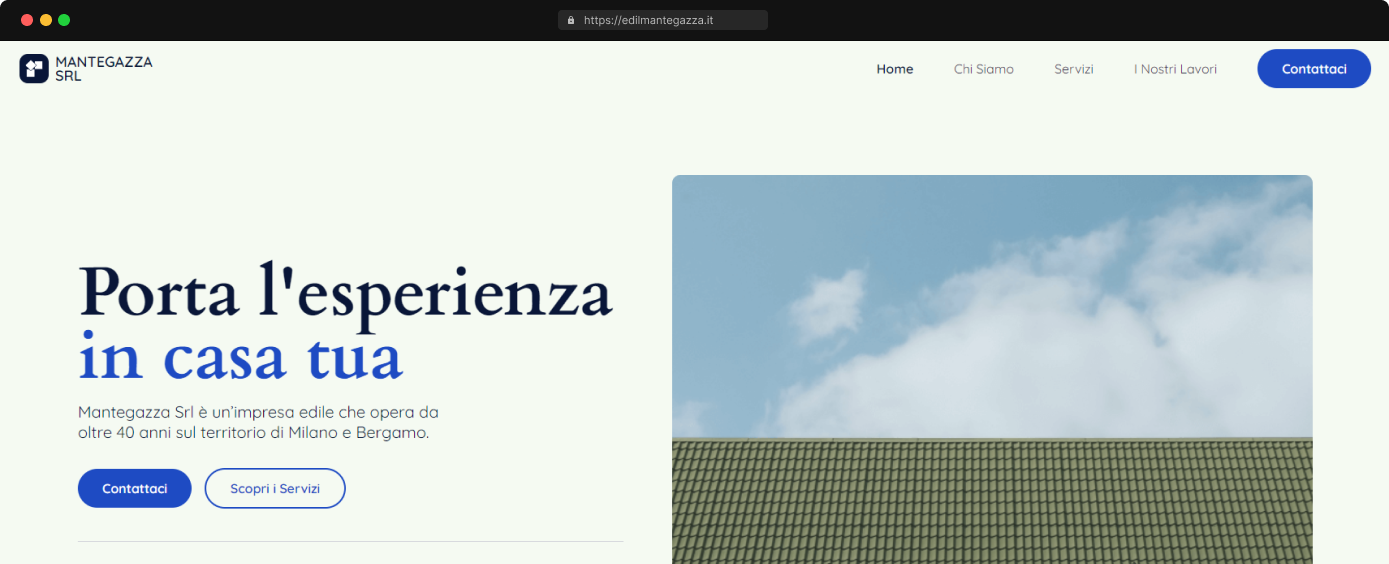 https://edilmantegazza.it
MANTEGAZZA
SRL
Home
Chi Siamo
Servizi
I Nostri Lavori
Contattaci
Porta l'esperienza
in casa tua
Mantegazza Srl è un'impresa edile che opera da
oltre 40 anni sul territorio di Milano e Bergamo.
Contattaci
Scopri i Servizi